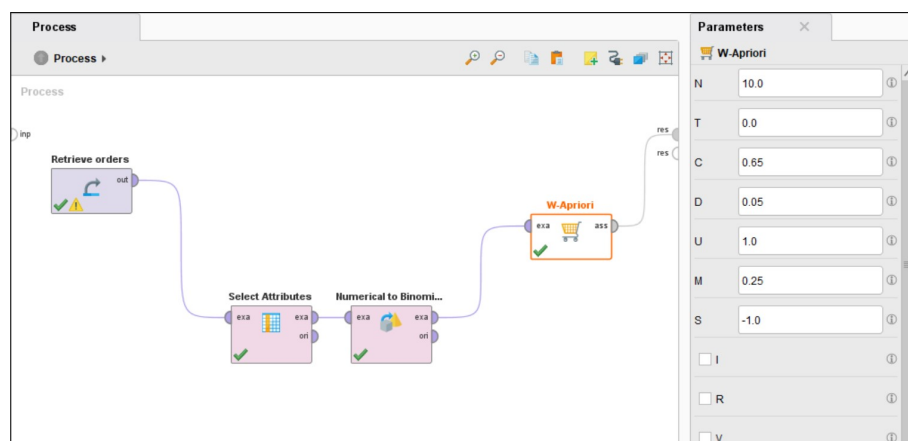 Process
Process
Process
inp
res
res
Retrieve orders
out
W-Apriori
exa
ass
Select Attributes
exa
exa
ori
Numerical to Binomi...
exa
exa
ori
Parameters
W-Apriori
N
10.0
T
0.0
C
0.65
D
0.05
U
1.0
M
0.25
S
-1.0
I
R
V